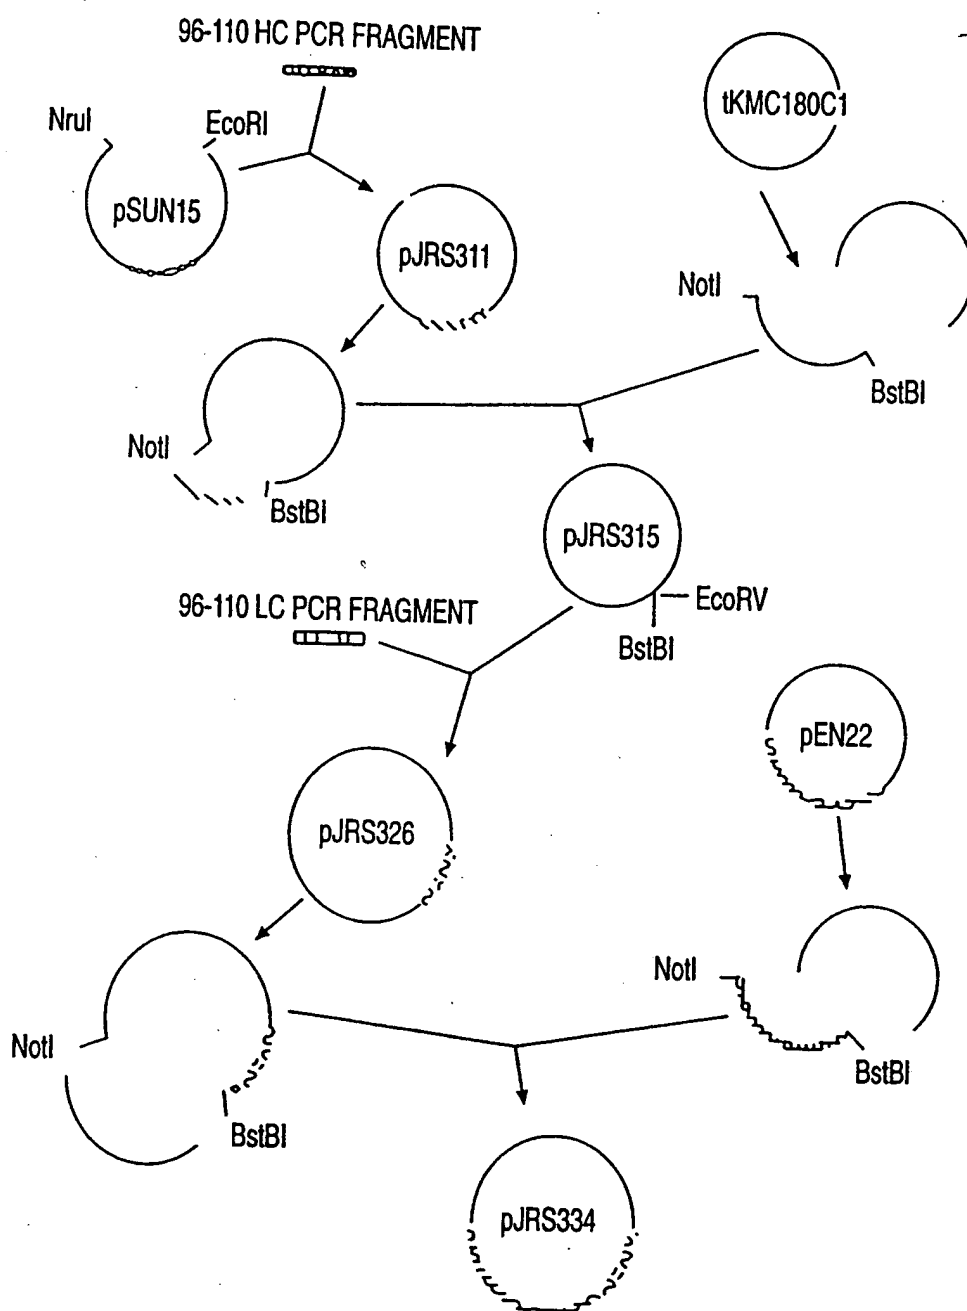 96-110 HC PCR FRAGMENT
tKMC180C1
NruI
EcoRI
pSUN15
pJRS311
NotI
BstBI
NotI
BstBI
pJRS315
EcoRV
BstBI
96-110 LC PCR FRAGMENT
pEN22
pJRS326
NotI
BstBI
NotI
BstBI
pJRS334